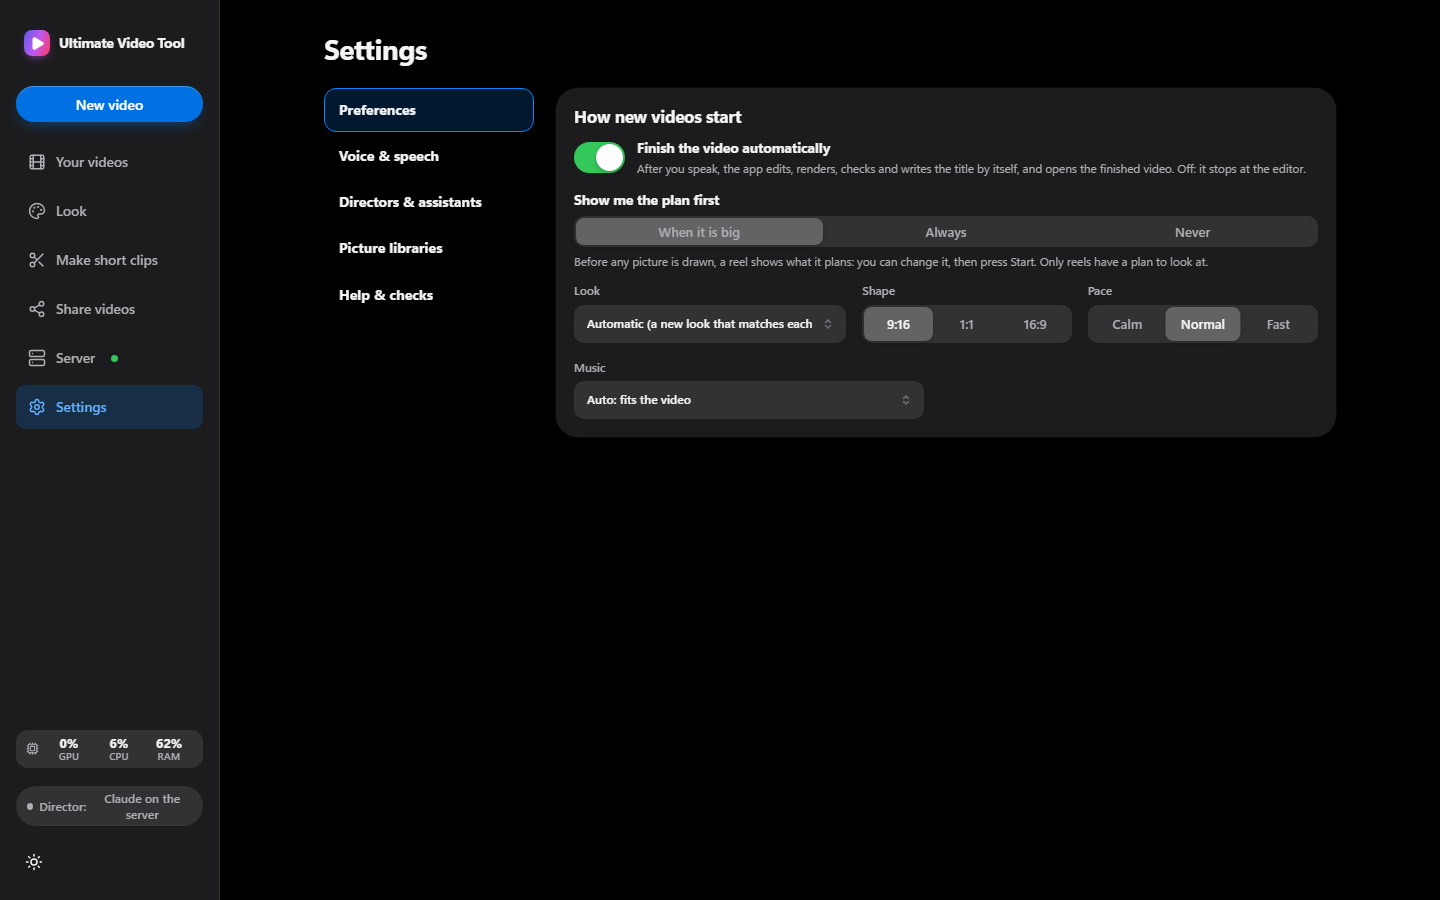 Ultimate Video Tool
New video
Your videos
Look
Make short clips
Share videos
Server
Settings
0% 6% 62%
GPU CPU RAM
Director: Claude on the
server
Settings
Preferences
Voice & speech
Directors & assistants
Picture libraries
Help & checks
How new videos start
Finish the video automatically
After you speak, the app edits, renders, checks and writes the title by itself, and opens the finished video. Off: it stops at the editor.
Show me the plan first
When it is big Always Never
Before any picture is drawn, a reel shows what it plans: you can change it, then press Start. Only reels have a plan to look at.
Look Shape Pace
Automatic (a new look that matches each 9:16 1:1 16:9 Calm Normal Fast
Music
Auto: fits the video